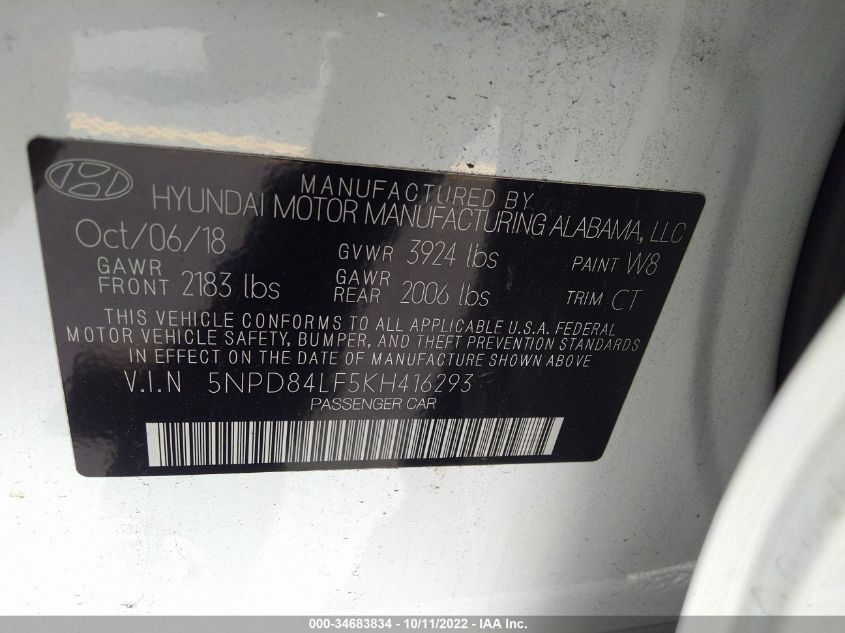 MANUFACTURED BY
HYUNDAI MOTOR MANUFACTURING ALABAMA, LLC
Oct/06/18 GVWR 3924 lbs PAINT W8
GAWR FRONT 2183 lbs GAWR REAR 2006 lbs TRIM CT
THIS VEHICLE CONFORMS TO ALL APPLICABLE U.S.A. FEDERAL
MOTOR VEHICLE SAFETY, BUMPER, AND THEFT PREVENTION STANDARDS
IN EFFECT ON THE DATE OF MANUFACTURE SHOWN ABOVE
V.I.N 5NPD84LF5KH416293
PASSENGER CAR
000-34683834 - 10/11/2022 - IAA Inc.